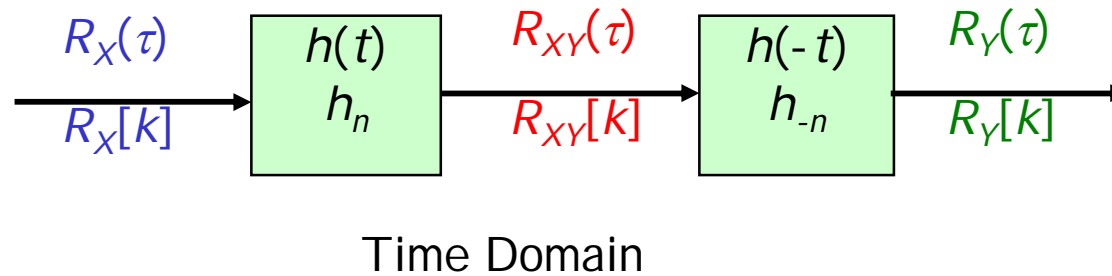 R_X(τ) h(t) R_XY(τ) h(-t) R_Y(τ)
R_X[k] h_n R_XY[k] h_-n R_Y[k]
Time Domain